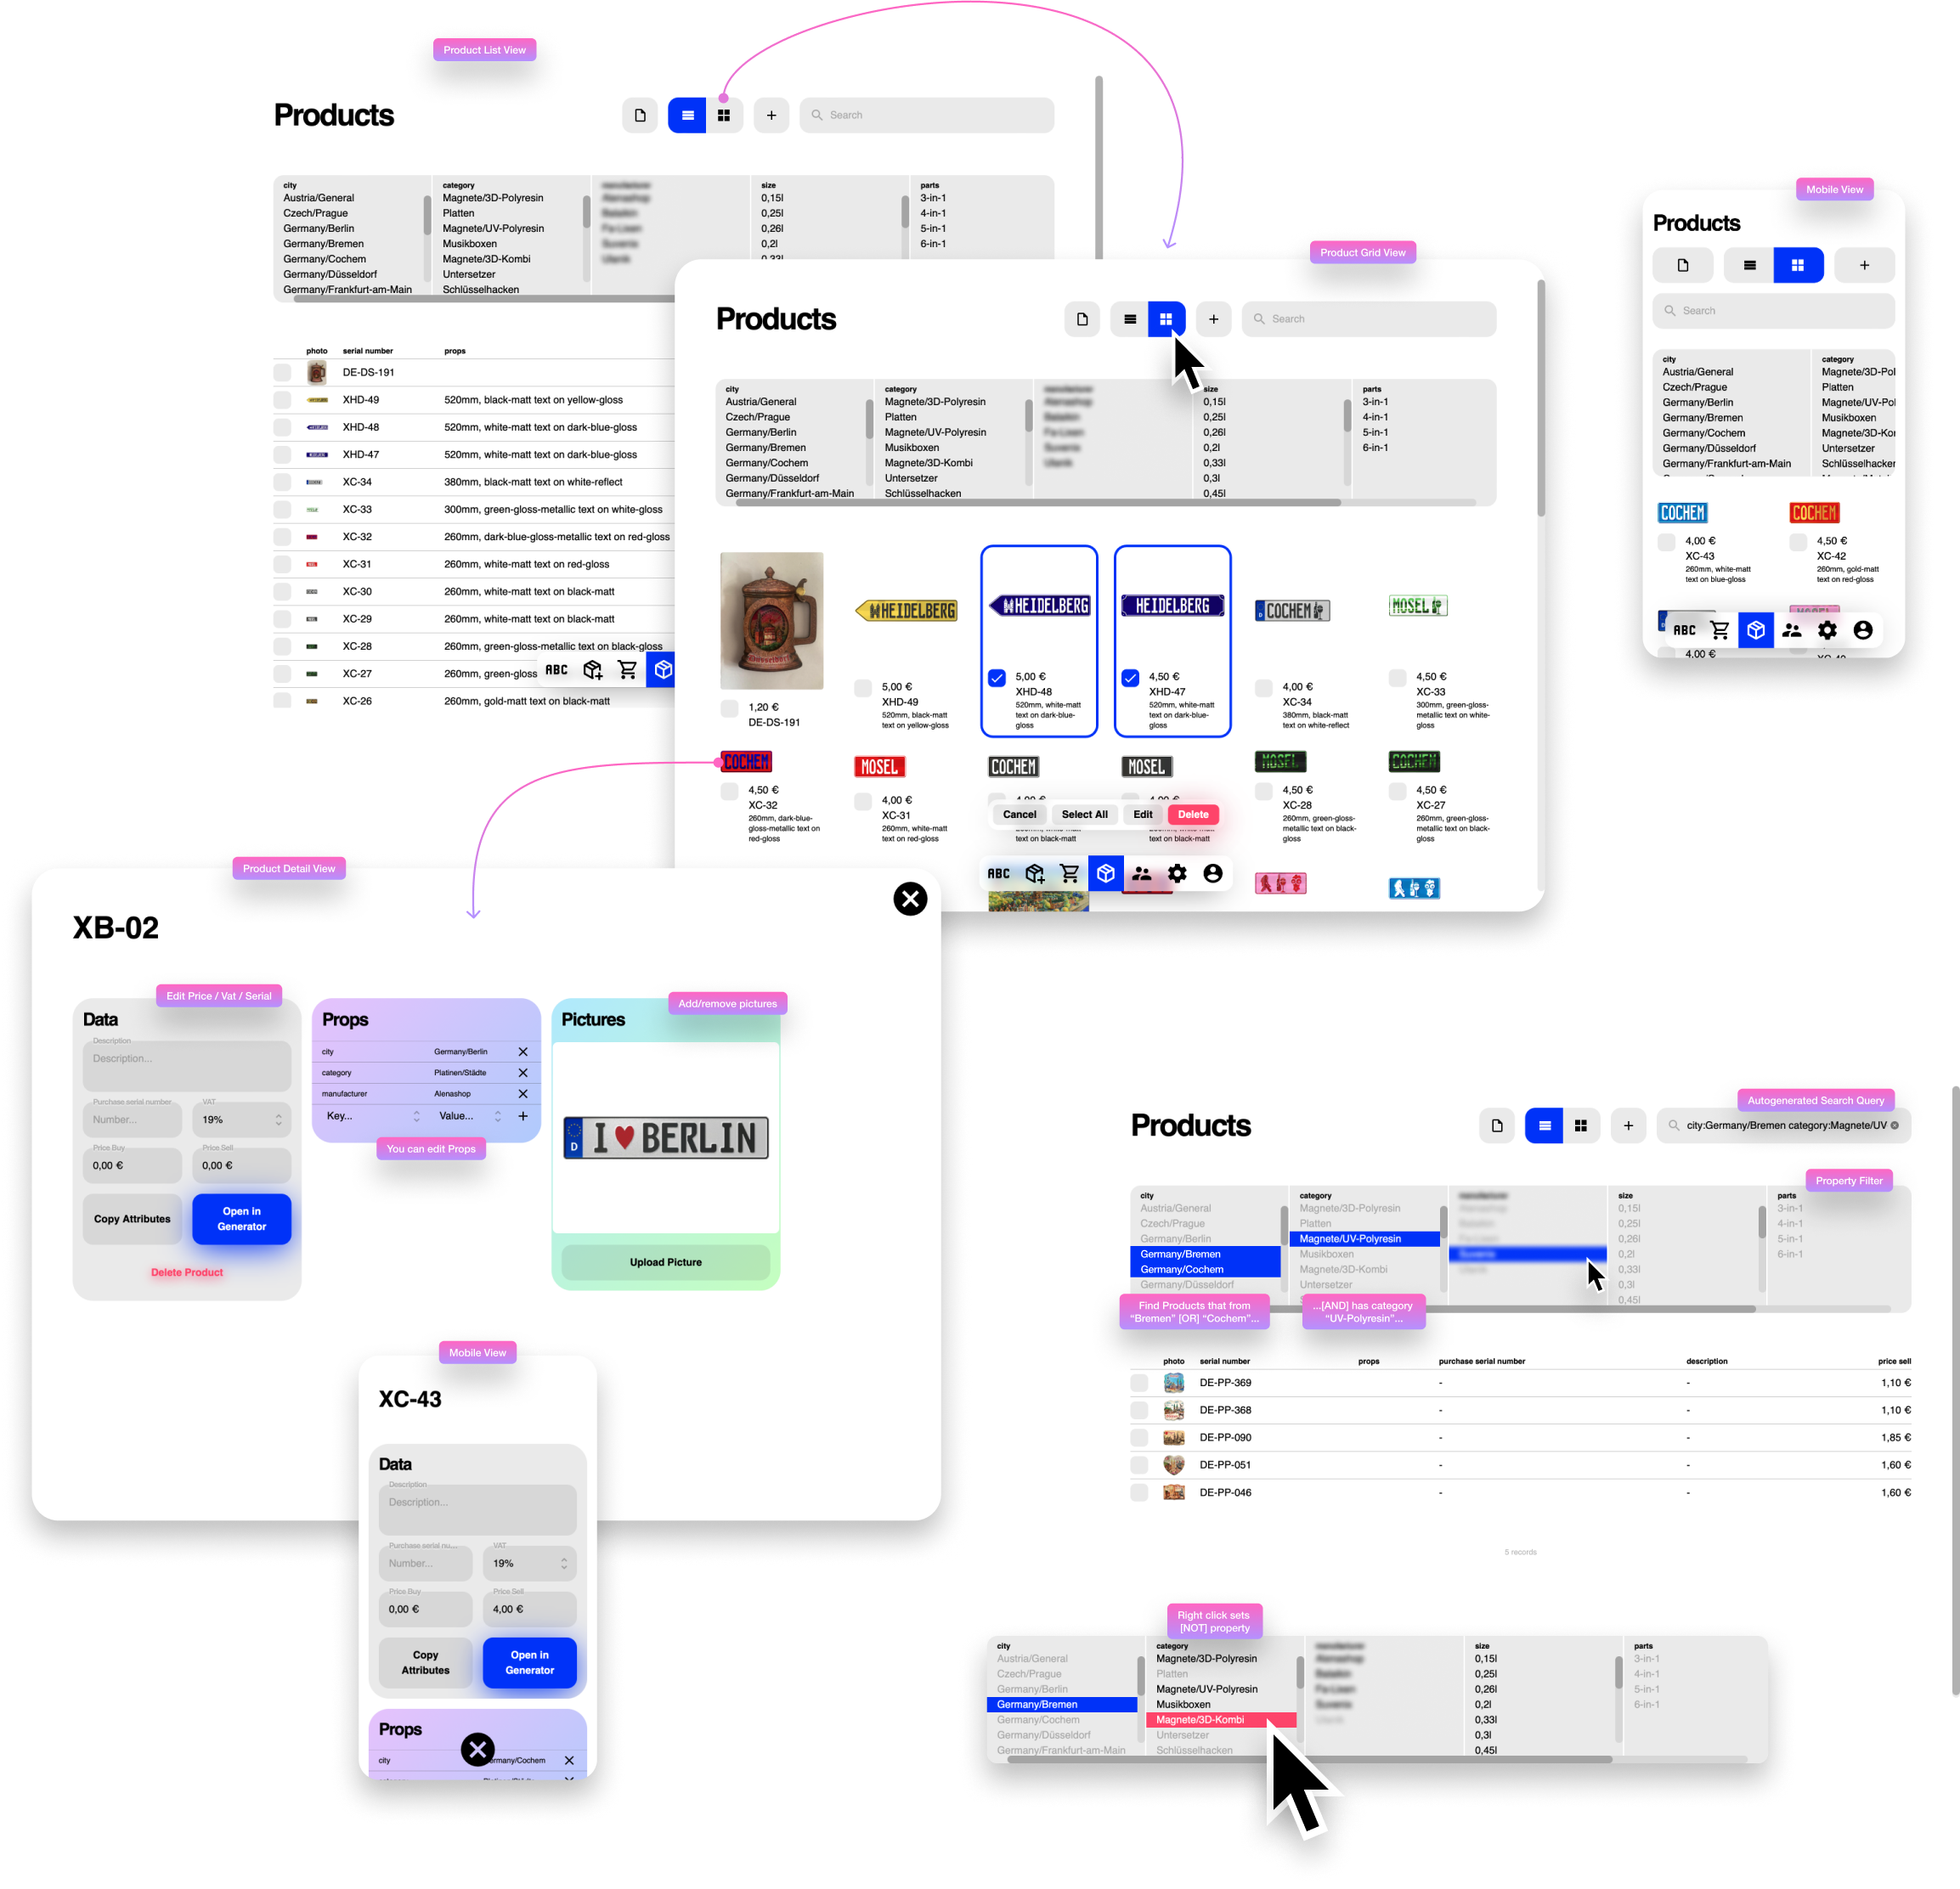 Product List View
Products
Search
city
Austria/General
Czech/Prague
Germany/Berlin
Germany/Bremen
Germany/Cochem
Germany/Düsseldorf
Germany/Frankfurt-am-Main
category
Magnete/3D-Polyresin
Platten
Magnete/UV-Polyresin
Musikboxen
Magnete/3D-Kombi
Untersetzer
Schlüsselhacken
size
0,15l
0,25l
0,26l
0,2l
0,33l
parts
3-in-1
4-in-1
5-in-1
6-in-1
photo serial number props
DE-DS-191
XHD-49 520mm, black-matt text on yellow-gloss
XHD-48 520mm, white-matt text on dark-blue-gloss
XHD-47 520mm, white-matt text on dark-blue-gloss
XC-34 380mm, black-matt text on white-reflect
XC-33 300mm, green-gloss-metallic text on white-gloss
XC-32 260mm, dark-blue-gloss-metallic text on red-gloss
XC-31 260mm, white-matt text on red-gloss
XC-30 260mm, white-matt text on black-matt
XC-29 260mm, white-matt text on black-matt
XC-28 260mm, green-gloss-metallic text on black-gloss
XC-27 260mm, green-gloss
XC-26 260mm, gold-matt text on black-matt
ABC
Product Grid View
Products
Search
city
Austria/General
Czech/Prague
Germany/Berlin
Germany/Bremen
Germany/Cochem
Germany/Düsseldorf
Germany/Frankfurt-am-Main
category
Magnete/3D-Polyresin
Platten
Magnete/UV-Polyresin
Musikboxen
Magnete/3D-Kombi
Untersetzer
Schlüsselhacken
size
0,15l
0,25l
0,26l
0,2l
0,33l
0,3l
0,45l
parts
3-in-1
4-in-1
5-in-1
6-in-1
1,20 €
DE-DS-191
HEIDELBERG
5,00 €
XHD-49
520mm, black-matt
text on yellow-gloss
HEIDELBERG
5,00 €
XHD-48
520mm, white-matt
text on dark-blue-
gloss
HEIDELBERG
4,50 €
XHD-47
520mm, white-matt
text on dark-blue-
gloss
COCHEM
4,00 €
XC-34
380mm, black-matt
text on white-reflect
MOSEL
4,50 €
XC-33
300mm, green-gloss-
metallic text on white-
gloss
COCHEM
4,50 €
XC-32
260mm, dark-blue-
gloss-metallic text on
red-gloss
MOSEL
4,00 €
XC-31
260mm, white-matt
text on red-gloss
COCHEM
4,00 €
text on black-matt
MOSEL
4,00 €
text on black-matt
MOSEL
4,50 €
XC-28
260mm, green-gloss-
metallic text on black-
gloss
COCHEM
4,50 €
XC-27
260mm, green-gloss-
metallic text on black-
gloss
Cancel
Select All
Edit
Delete
ABC
Mobile View
Products
Search
city
Austria/General
Czech/Prague
Germany/Berlin
Germany/Bremen
Germany/Cochem
Germany/Düsseldorf
Germany/Frankfurt-am-Main
category
Magnete/3D-Pol
Platten
Magnete/UV-Pol
Musikboxen
Magnete/3D-Kor
Untersetzer
Schlüsselhacker
COCHEM
4,00 €
XC-43
260mm, white-matt
text on blue-gloss
COCHEM
4,50 €
XC-42
260mm, gold-matt
text on red-gloss
MOSEL
ABC
4,00 €
XC-40
Product Detail View
XB-02
Edit Price / Vat / Serial
Data
Description
Description...
Purchase serial number
Number...
VAT
19%
Price Buy
0,00 €
Price Sell
0,00 €
Copy Attributes
Open in
Generator
Delete Product
Props
city Germany/Berlin
category Platinen/Städte
manufacturer Alenashop
Key... Value...
You can edit Props
Add/remove pictures
Pictures
D
I BERLIN
Upload Picture
Mobile View
XC-43
Data
Description
Description...
Purchase serial nu...
Number...
VAT
19%
Price Buy
0,00 €
Price Sell
4,00 €
Copy
Attributes
Open in
Generator
Props
city ermany/Cochem
Autogenerated Search Query
Products
city:Germany/Bremen category:Magnete/UV
Property Filter
city
Austria/General
Czech/Prague
Germany/Berlin
Germany/Bremen
Germany/Cochem
Germany/Düsseldorf
category
Magnete/3D-Polyresin
Platten
Magnete/UV-Polyresin
Musikboxen
Magnete/3D-Kombi
Untersetzer
size
0,15l
0,25l
0,26l
0,2l
0,33l
0,3l
0,45l
parts
3-in-1
4-in-1
5-in-1
6-in-1
Find Products that from
“Bremen” [OR] “Cochem”...
...[AND] has category
“UV-Polyresin”...
photo serial number props purchase serial number description price sell
DE-PP-369 - - 1,10 €
DE-PP-368 - - 1,10 €
DE-PP-090 - - 1,85 €
DE-PP-051 - - 1,60 €
DE-PP-046 - - 1,60 €
5 records
Right click sets
[NOT] property
city
Austria/General
Czech/Prague
Germany/Berlin
Germany/Bremen
Germany/Cochem
Germany/Düsseldorf
Germany/Frankfurt-am-Main
category
Magnete/3D-Polyresin
Platten
Magnete/UV-Polyresin
Musikboxen
Magnete/3D-Kombi
Untersetzer
Schlüsselhacken
size
0,15l
0,25l
0,26l
0,2l
0,33l
0,3l
0,45l
parts
3-in-1
4-in-1
5-in-1
6-in-1